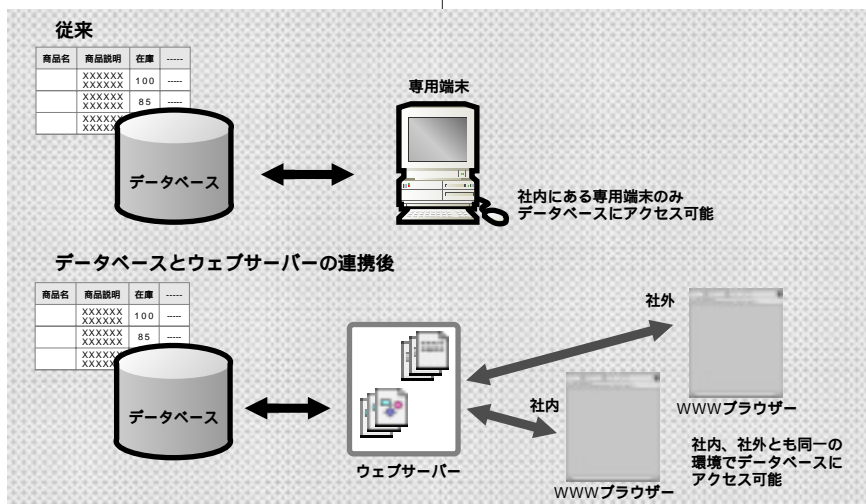 従来
商品名 商品説明 在庫 -----
XXXXXX
XXXXXX 100 -----
XXXXXX
XXXXXX 85 -----
XXXXXX
XXXXX
データベース
専用端末
社内にある専用端末のみ
データベースにアクセス可能
データベースとウェブサーバーの連携後
商品名 商品説明 在庫 -----
XXXXXX
XXXXXX 100 -----
XXXXXX
XXXXXX 85 -----
XXXXXX
XXXXX
データベース
ウェブサーバー
社外
社内
WWWブラウザー
WWWブラウザー
社内、社外とも同一の
環境でデータベースに
アクセス可能